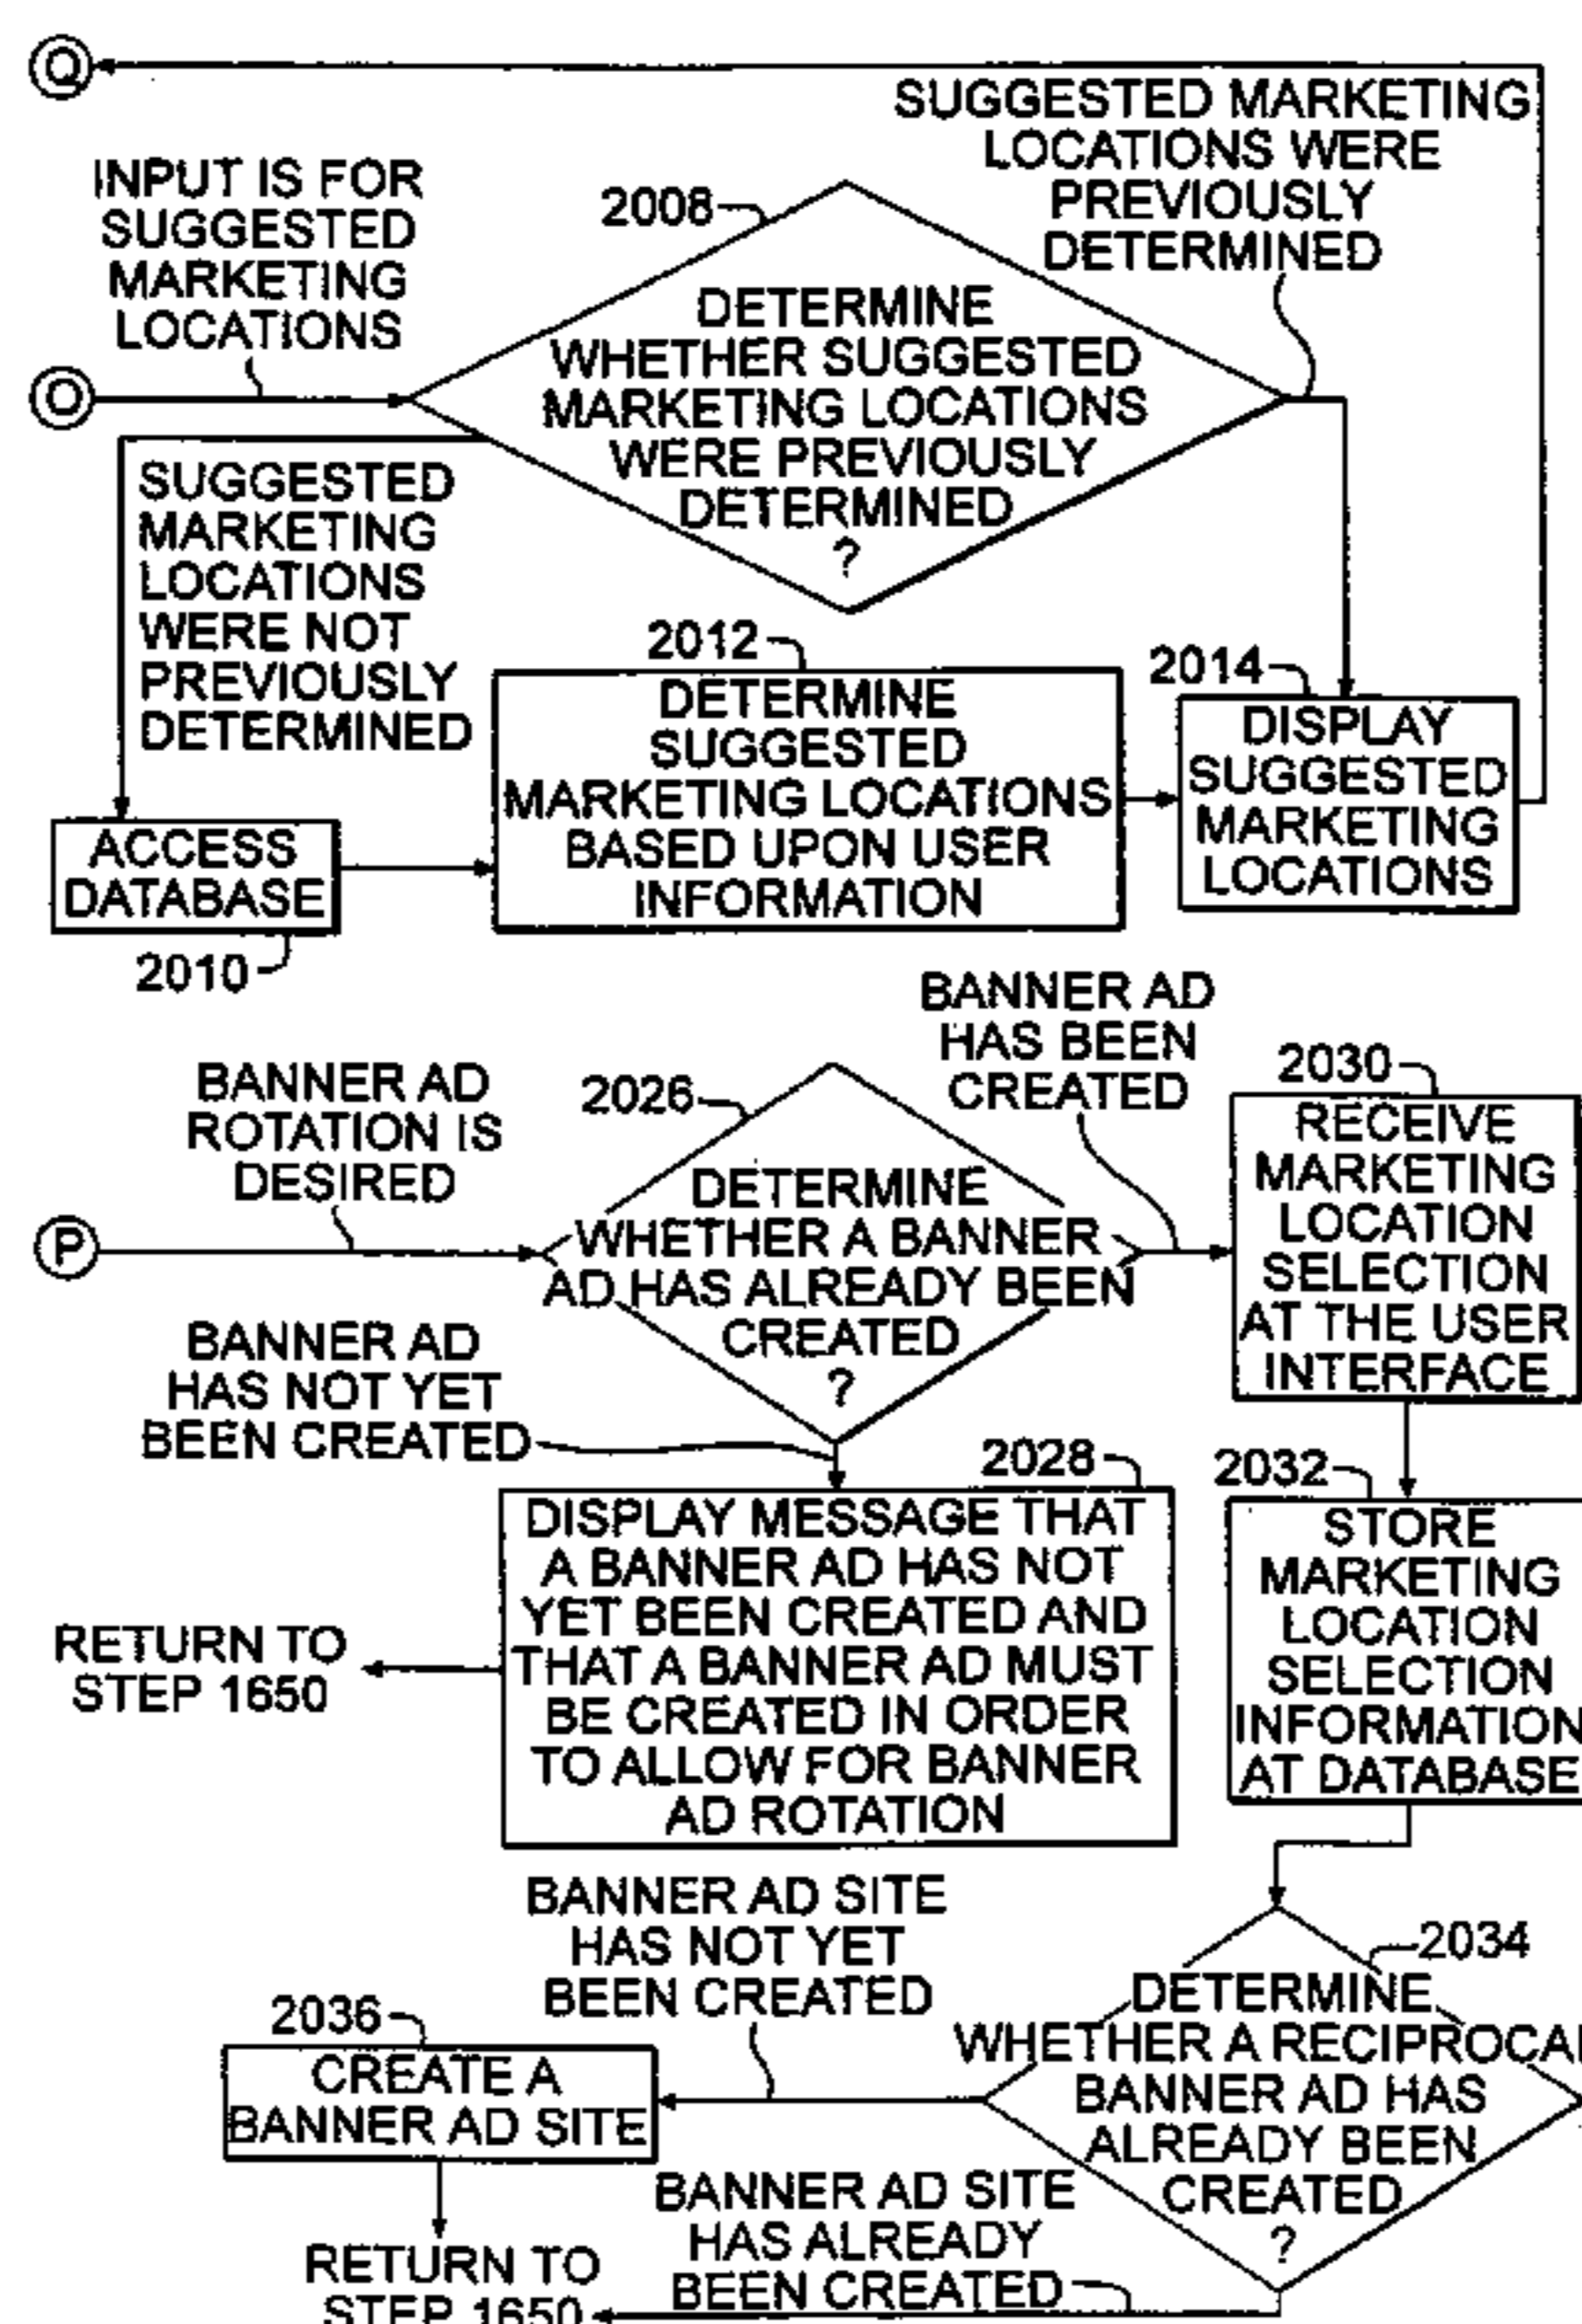 Q
SUGGESTED MARKETING
LOCATIONS WERE
PREVIOUSLY
DETERMINED
INPUT IS FOR
SUGGESTED
MARKETING
LOCATIONS
2008
DETERMINE
WHETHER SUGGESTED
MARKETING LOCATIONS
WERE PREVIOUSLY
DETERMINED
?
O
SUGGESTED
MARKETING
LOCATIONS
WERE NOT
PREVIOUSLY
DETERMINED
2012
DETERMINE
SUGGESTED
MARKETING LOCATIONS
BASED UPON USER
INFORMATION
2014
DISPLAY
SUGGESTED
MARKETING
LOCATIONS
ACCESS
DATABASE
2010
BANNER AD
HAS BEEN
CREATED
BANNER AD
ROTATION IS
DESIRED
2026
DETERMINE
WHETHER A BANNER
AD HAS ALREADY BEEN
CREATED
?
2030
RECEIVE
MARKETING
LOCATION
SELECTION
AT THE USER
INTERFACE
P
BANNER AD
HAS NOT YET
BEEN CREATED
2028
DISPLAY MESSAGE THAT
A BANNER AD HAS NOT
YET BEEN CREATED AND
THAT A BANNER AD MUST
BE CREATED IN ORDER
TO ALLOW FOR BANNER
AD ROTATION
2032
STORE
MARKETING
LOCATION
SELECTION
INFORMATION
AT DATABASE
RETURN TO
STEP 1650
BANNER AD SITE
HAS NOT YET
BEEN CREATED
2034
DETERMINE
WHETHER A RECIPROCAL
BANNER AD HAS
ALREADY BEEN
CREATED
?
2036
CREATE A
BANNER AD SITE
BANNER AD SITE
HAS ALREADY
BEEN CREATED
RETURN TO
STEP 1650